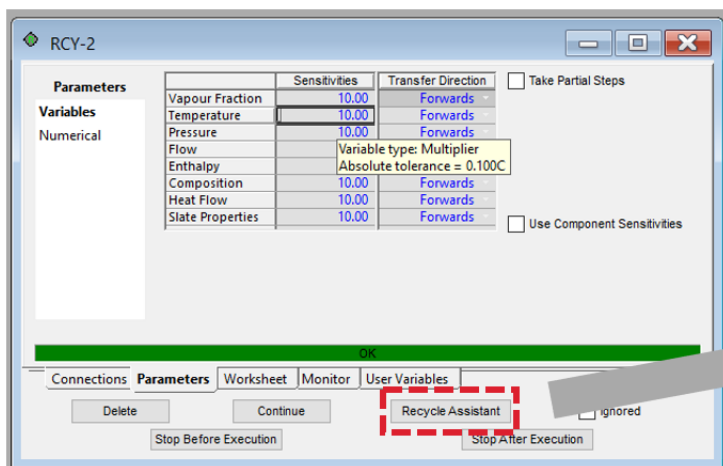 RCY-2
Parameters
Variables
Numerical
Sensitivities Transfer Direction
Vapour Fraction 10.00 Forwards
Temperature 10.00 Forwards
Pressure 10.00 Forwards
Flow
Enthalpy
Composition 10.00 Forwards
Heat Flow 10.00 Forwards
Slate Properties 10.00 Forwards
Variable type: Multiplier
Absolute tolerance = 0.100C
Take Partial Steps
Use Component Sensitivities
OK
Connections Parameters Worksheet Monitor User Variables
Delete Continue Recycle Assistant Ignored
Stop Before Execution Stop After Execution